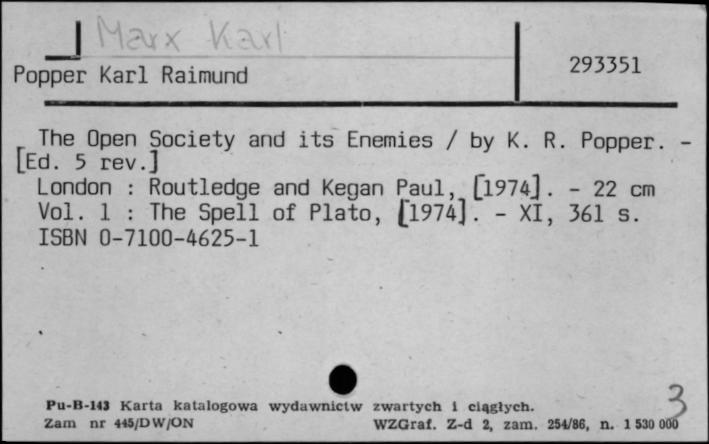 Marx Karl
Popper Karl Raimund
293351
The Open Society and its Enemies / by K. R. Popper. -
[Ed. 5 rev.]
London : Routledge and Kegan Paul, [1974]. - 22 cm
Vol. 1 : The Spell of Plato, [1974]. - XI, 361 s.
ISBN 0-7100-4625-1
3
Pu-B-143 Karta katalogowa wydawnictw zwartych i ciągłych.
Zam nr 445/DW/ON WZGraf. Z-d 2, zam. 254/86, n. 1 530 000